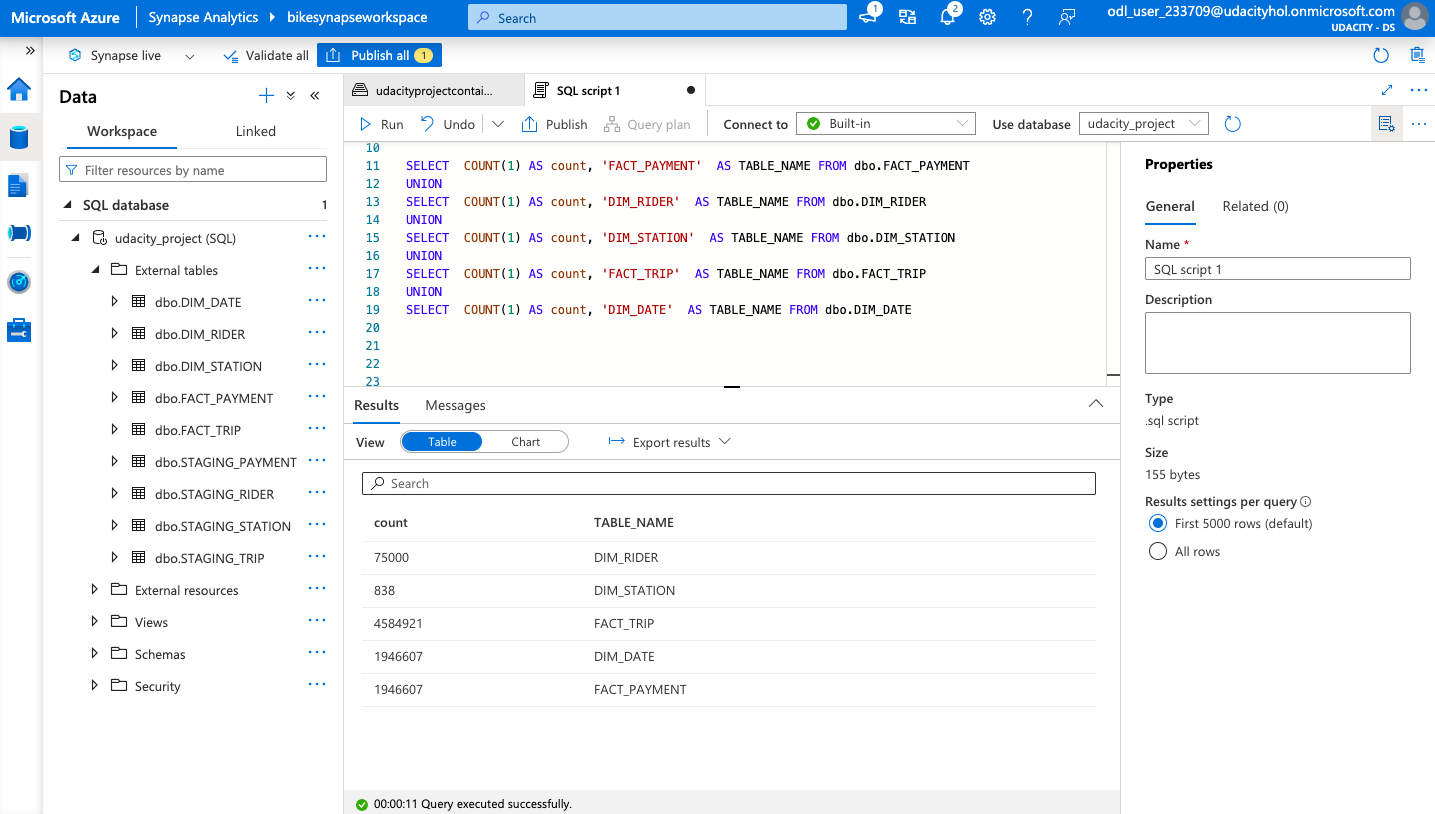 Microsoft Azure
Synapse Analytics
bikesynapseworkspace
Search
1
2
odl_user_233709@udacityhol.onmicrosoft.com
UDACITY - DS
Synapse live
Validate all
Publish all 1
Data
Workspace
Linked
Filter resources by name
SQL database 1
udacity_project (SQL)
External tables
dbo.DIM_DATE
dbo.DIM_RIDER
dbo.DIM_STATION
dbo.FACT_PAYMENT
dbo.FACT_TRIP
dbo.STAGING_PAYMENT
dbo.STAGING_RIDER
dbo.STAGING_STATION
dbo.STAGING_TRIP
External resources
Views
Schemas
Security
udacityprojectcontai...
SQL script 1
Run
Undo
Publish
Query plan
Connect to
Built-in
Use database
udacity_project
10
11 SELECT  COUNT(1) AS count, 'FACT_PAYMENT'  AS TABLE_NAME FROM dbo.FACT_PAYMENT
12 UNION
13 SELECT  COUNT(1) AS count, 'DIM_RIDER'  AS TABLE_NAME FROM dbo.DIM_RIDER
14 UNION
15 SELECT  COUNT(1) AS count, 'DIM_STATION'  AS TABLE_NAME FROM dbo.DIM_STATION
16 UNION
17 SELECT  COUNT(1) AS count, 'FACT_TRIP'  AS TABLE_NAME FROM dbo.FACT_TRIP
18 UNION
19 SELECT  COUNT(1) AS count, 'DIM_DATE'  AS TABLE_NAME FROM dbo.DIM_DATE
20
21
22
23
Results
Messages
View
Table
Chart
Export results
Search
count TABLE_NAME
75000 DIM_RIDER
838 DIM_STATION
4584921 FACT_TRIP
1946607 DIM_DATE
1946607 FACT_PAYMENT
00:00:11 Query executed successfully.
Properties
General
Related (0)
Name *
SQL script 1
Description
Type
.sql script
Size
155 bytes
Results settings per query
First 5000 rows (default)
All rows